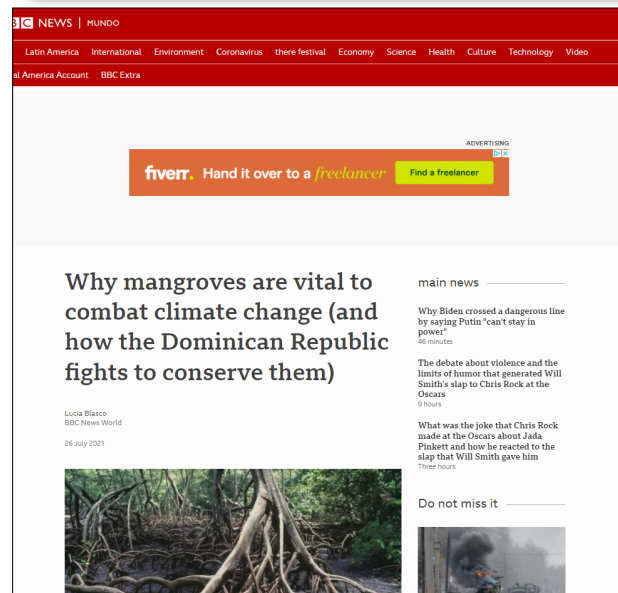 BBC NEWS | MUNDO
Latin America International Environment Coronavirus there festival Economy Science Health Culture Technology Video
al America Account BBC Extra
ADVERTISING
fiverr. Hand it over to a freelancer Find a freelancer
Why mangroves are vital to
combat climate change (and
how the Dominican Republic
fights to conserve them)
Lucia Blasco
BBC News World
26 July 2021
main news
Why Biden crossed a dangerous line
by saying Putin "can't stay in
power"
46 minutes
The debate about violence and the
limits of humor that generated Will
Smith's slap to Chris Rock at the
Oscars
9 hours
What was the joke that Chris Rock
made at the Oscars about Jada
Pinkett and how he reacted to the
slap that Will Smith gave him
Three hours
Do not miss it